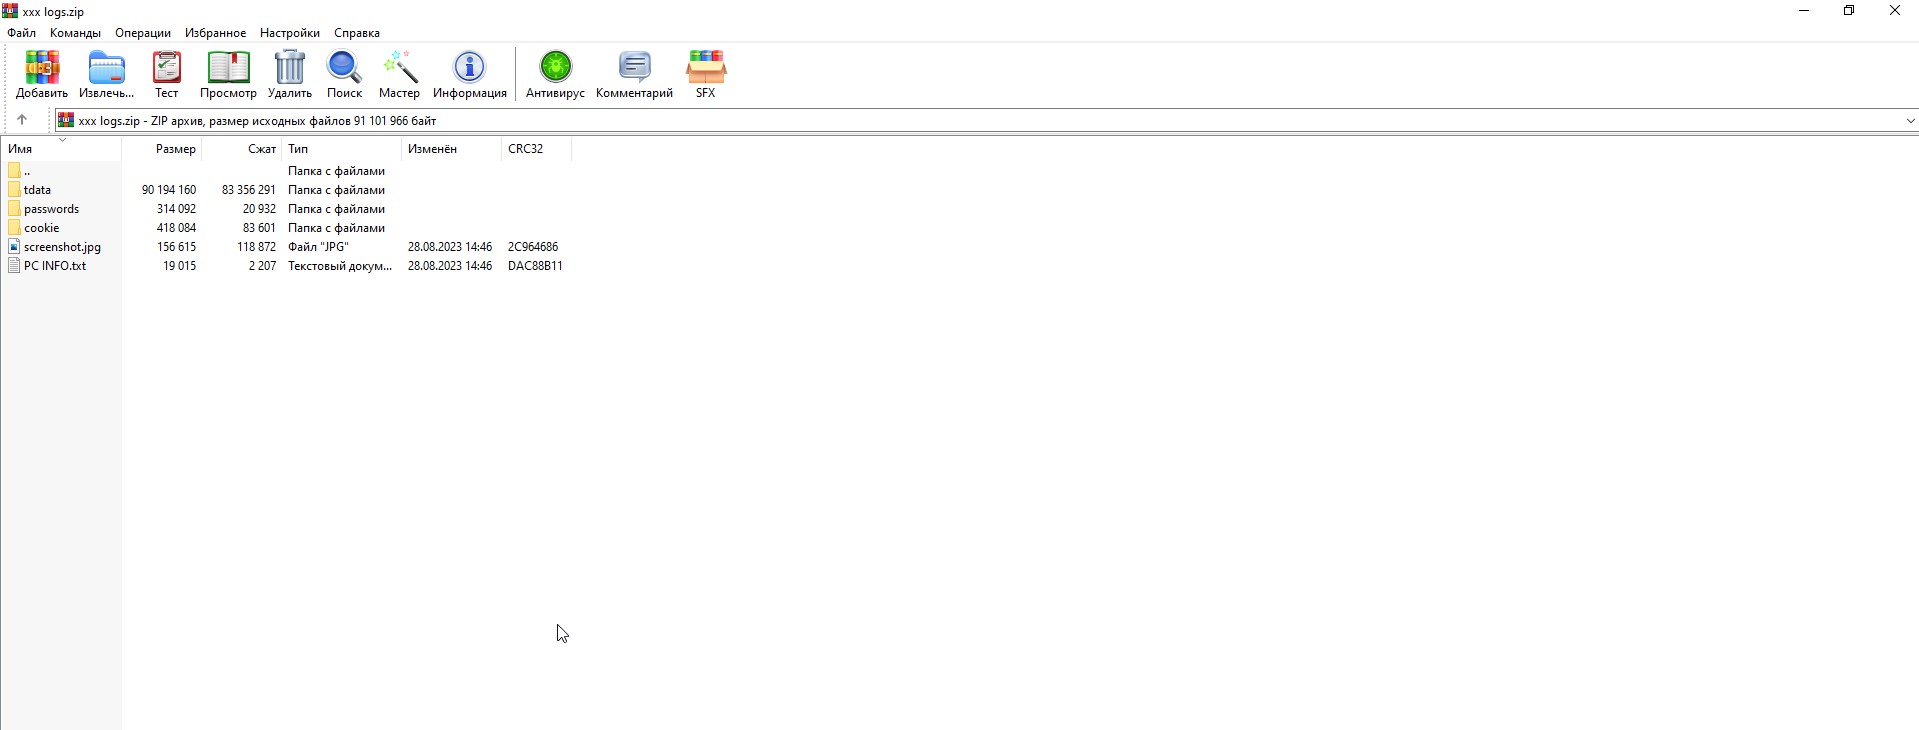 xxx logs.zip
Файл Команды Операции Избранное Настройки Справка
Добавить Извлечь... Тест Просмотр Удалить Поиск Мастер Информация Антивирус Комментарий SFX
xxx logs.zip - ZIP архив, размер исходных файлов 91 101 966 байт
Имя Размер Сжат Тип Изменён CRC32
.. Папка с файлами
tdata 90 194 160 83 356 291 Папка с файлами
passwords 314 092 20 932 Папка с файлами
cookie 418 084 83 601 Папка с файлами
screenshot.jpg 156 615 118 872 Файл "JPG" 28.08.2023 14:46 2C964686
PC INFO.txt 19 015 2 207 Текстовый докум... 28.08.2023 14:46 DAC88B11